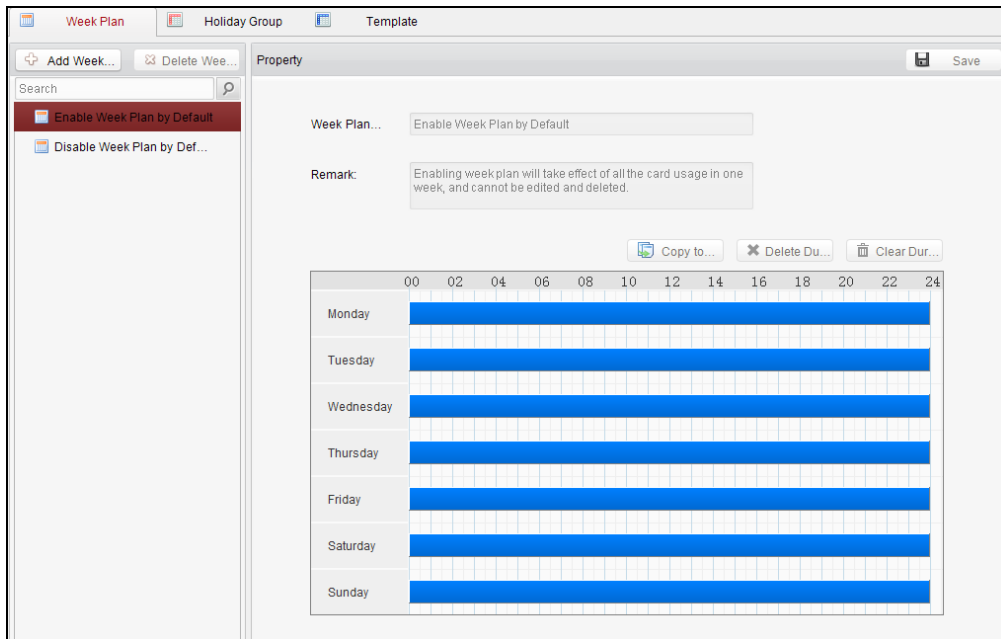 Week Plan Holiday Group Template
Add Week... Delete Wee...
Property
Save
Search
Enable Week Plan by Default
Disable Week Plan by Def...
Week Plan... Enable Week Plan by Default
Remark: Enabling week plan will take effect of all the card usage in one
week, and cannot be edited and deleted.
Copy to... Delete Du... Clear Dur...
00 02 04 06 08 10 12 14 16 18 20 22 24
Monday
Tuesday
Wednesday
Thursday
Friday
Saturday
Sunday